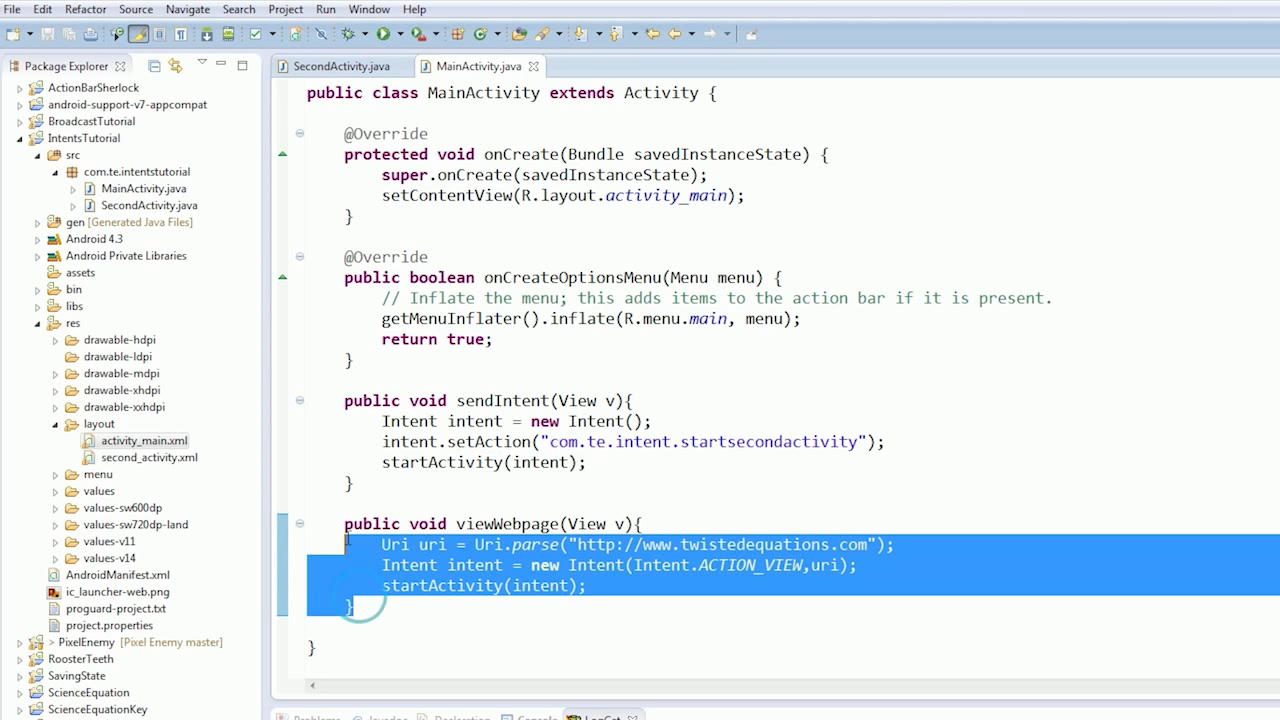 File Edit Refactor Source Navigate Search Project Run Window Help
Package Explorer
SecondActivity.java
MainActivity.java
ActionBarSherlock
android-support-v7-appcompat
BroadcastTutorial
IntentsTutorial
src
com.te.intentstutorial
MainActivity.java
SecondActivity.java
gen [Generated Java Files]
Android 4.3
Android Private Libraries
assets
bin
libs
res
drawable-hdpi
drawable-ldpi
drawable-mdpi
drawable-xhdpi
drawable-xxhdpi
layout
activity_main.xml
second_activity.xml
menu
values
values-sw600dp
values-sw720dp-land
values-v11
values-v14
AndroidManifest.xml
ic_launcher-web.png
proguard-project.txt
project.properties
> PixelEnemy [Pixel Enemy master]
RoosterTeeth
SavingState
ScienceEquation
ScienceEquationKey
public class MainActivity extends Activity {
@Override
protected void onCreate(Bundle savedInstanceState) {
super.onCreate(savedInstanceState);
setContentView(R.layout.activity_main);
}
@Override
public boolean onCreateOptionsMenu(Menu menu) {
// Inflate the menu; this adds items to the action bar if it is present.
getMenuInflater().inflate(R.menu.main, menu);
return true;
}
public void sendIntent(View v){
Intent intent = new Intent();
intent.setAction("com.te.intent.startsecondactivity");
startActivity(intent);
}
public void viewWebpage(View v){
Uri uri = Uri.parse("http://www.twistedequations.com");
Intent intent = new Intent(Intent.ACTION_VIEW,uri);
startActivity(intent);
}
}
Problems Javadoc Declaration Console LogCat